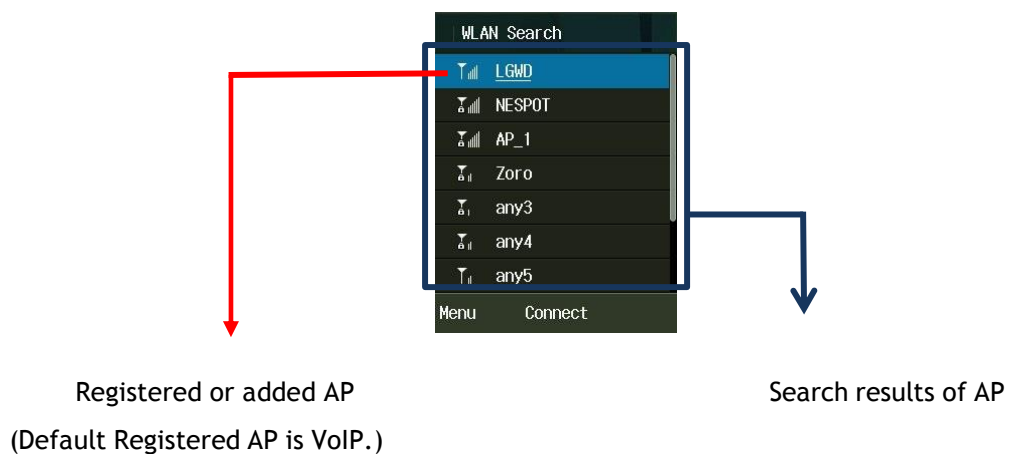 WLAN Search
LGWD
NESPOT
AP_1
Zoro
any3
any4
any5
Menu Connect
Registered or added AP
Search results of AP
(Default Registered AP is VoIP.)